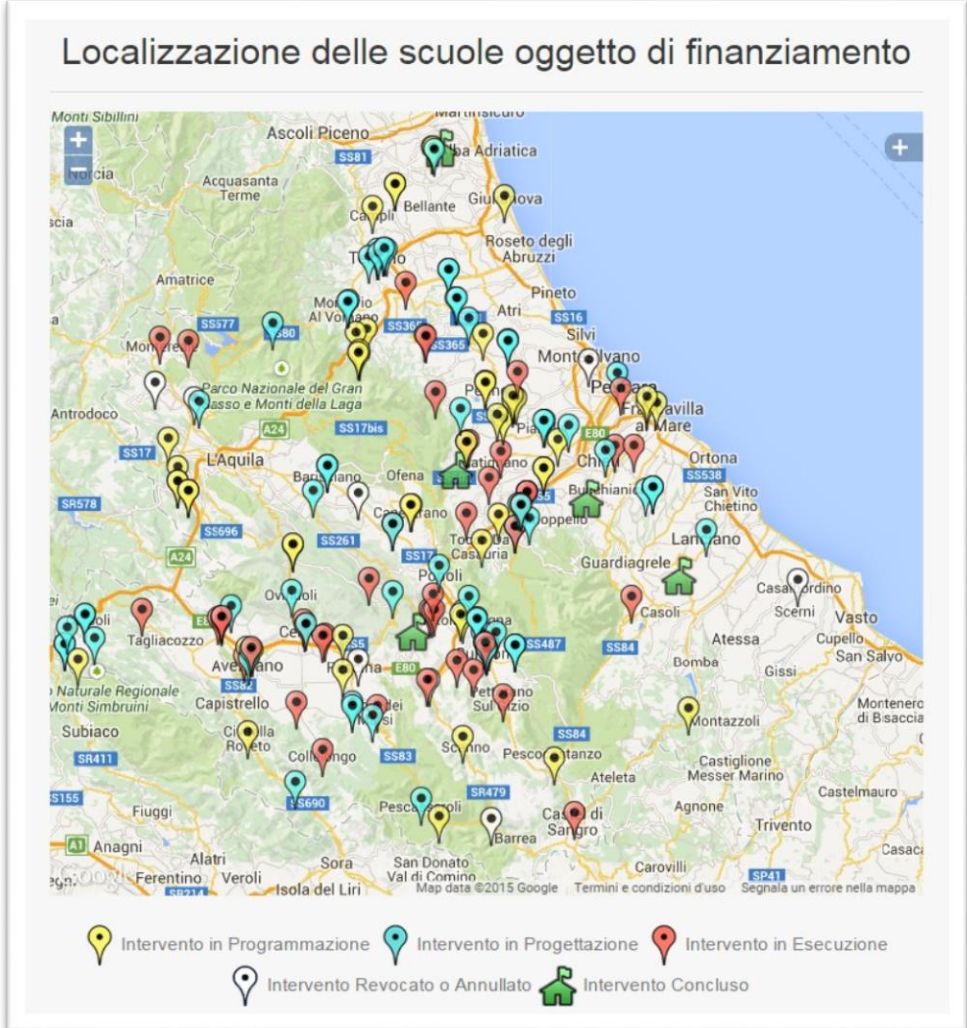 Localizzazione delle scuole oggetto di finanziamento
Monti Sibillini
Martinsicuro
Ascoli Piceno
SS81
Alba Adriatica
Norcia
Acquasanta
Terme
Bellante
Campli
Giulianova
Roseto degli
Abruzzi
Amatrice
Pineto
Atri
SS16
SS577
SS80
SS365
Silvi
Parco Nazionale del Gran
Sasso e Monti della Laga
Antrodoco
A24
SS17bis
E80
SS17
L'Aquila
Ofena
Ortona
SS538
SR578
San Vito
Chietino
SS696
SS261
SS17
Guardiagrele
A24
Scerni
Casoli
Vasto
Tagliacozzo
Atessa
Cupello
SS487
SS84
San Salvo
SS5
E80
Bomba
Gissi
SS82
Naturale Regionale
Monti Simbruini
Capistrello
Montenero
di Bisaccia
Subiaco
Montazzoli
SR411
SS83
SS84
Castiglione
Messer Marino
Ateleta
SS155
SS690
SR479
Castelmauro
Fiuggi
Agnone
Trivento
Barrea
A1
Anagni
Alatri
Sora
San Donato
Val di Comino
Carovilli
Ferentino
Veroli
SR214
Isola del Liri
SP41
Map data ©2015 Google
Termini e condizioni d'uso
Segnala un errore nella mappa
Intervento in Programmazione
Intervento in Progettazione
Intervento in Esecuzione
Intervento Revocato o Annullato
Intervento Concluso